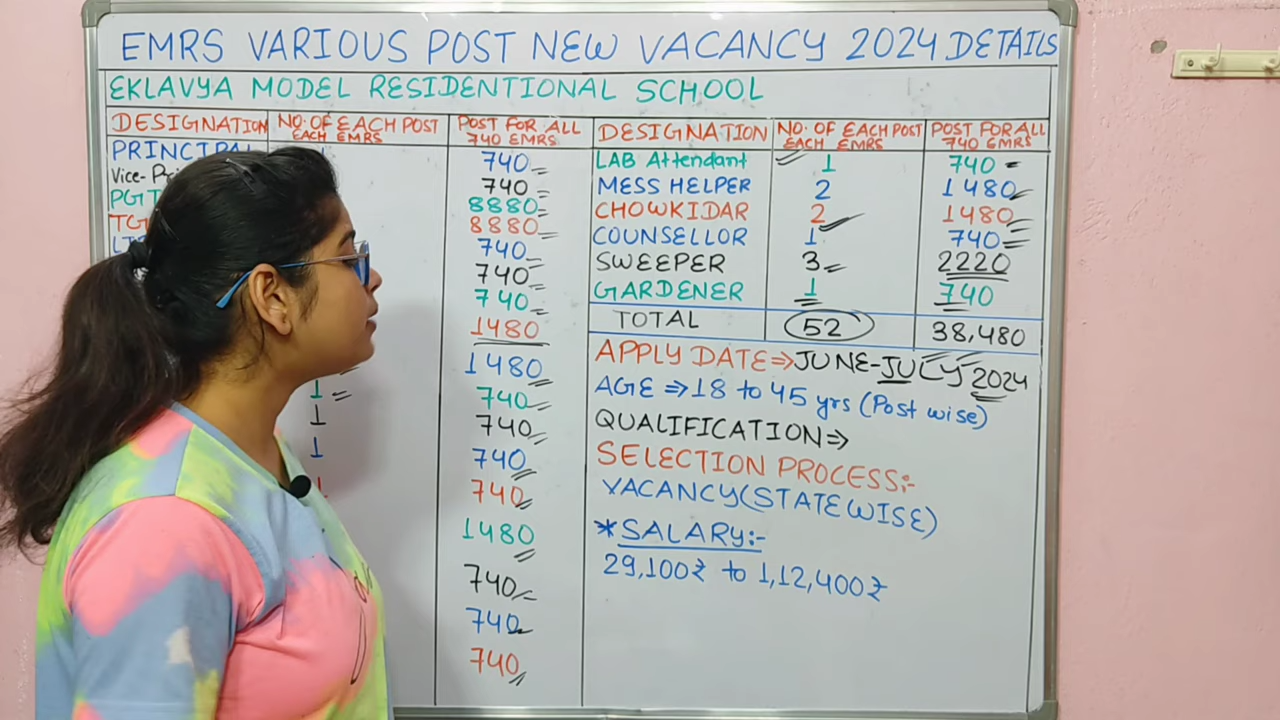 EMRS VARIOUS POST NEW VACANCY 2024 DETAILS
EKLAVYA MODEL RESIDENTIONAL SCHOOL
DESIGNATION NO. OF EACH POST EACH EMRS POST FOR ALL 740 EMRS
PRINCIPAL 740
Vice- 740
PGT 8880
8880
740
740
740
1480
1480
1 740
1 740
1 740
740
1480
740
740
740
DESIGNATION NO. OF EACH POST EACH EMRS POST FOR ALL 740 EMRS
LAB Attendant 1 740
MESS HELPER 2 1480
CHOWKIDAR 2 1480
COUNSELLOR 1 740
SWEEPER 3 2220
GARDENER 1 740
TOTAL 52 38,480
APPLY DATE⇒JUNE-JULY 2024
AGE ⇒ 18 to 45 yrs (Post wise)
QUALIFICATION⇒
SELECTION PROCESS:-
VACANCY(STATEWISE)
*SALARY:-
29,100₹ to 1,12,400₹